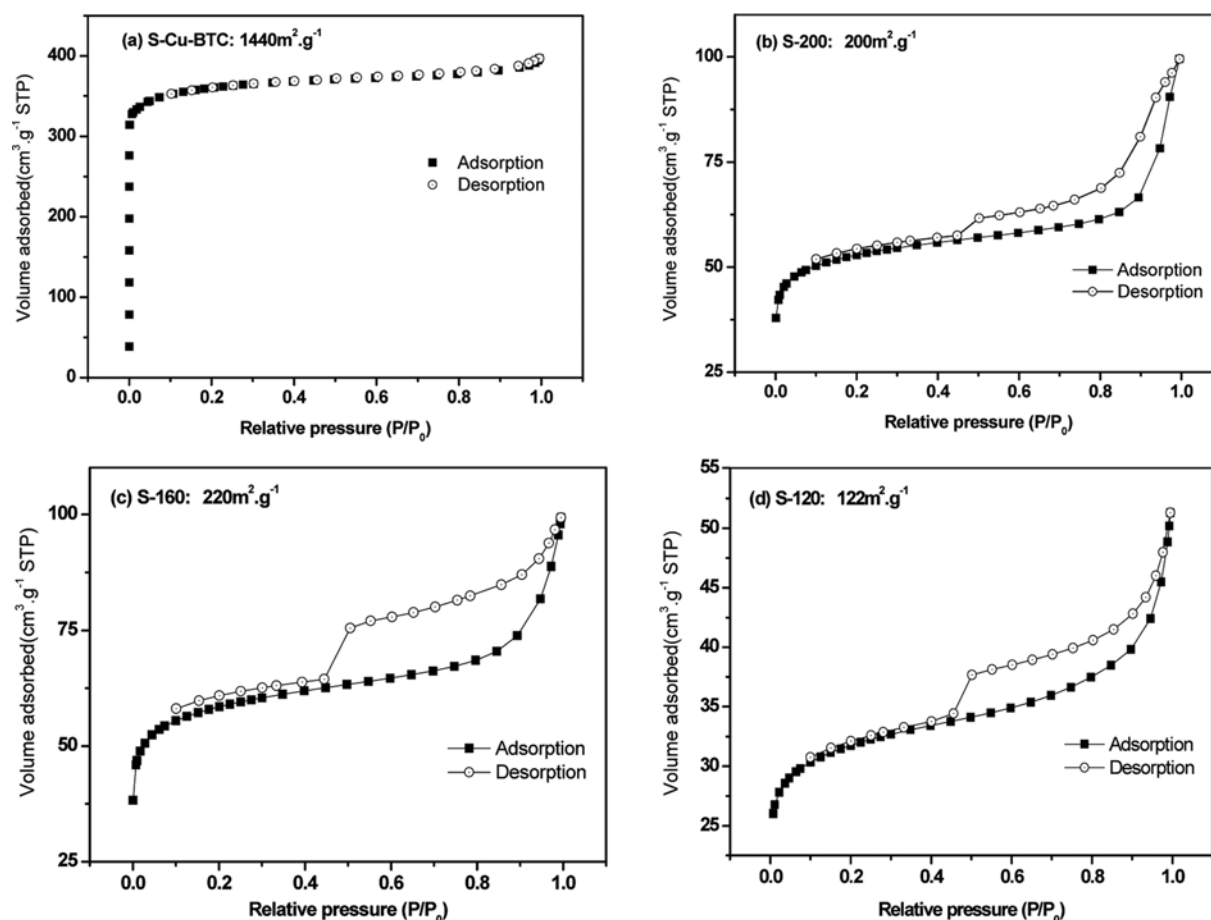 (a) S-Cu-BTC: 1440m².g⁻¹
Volume adsorbed(cm³.g⁻¹ STP)
400
300
200
100
0
Adsorption
Desorption
0.0 0.2 0.4 0.6 0.8 1.0
Relative pressure (P/P₀)
(b) S-200: 200m².g⁻¹
Volume adsorbed(cm³.g⁻¹ STP)
100
75
50
25
Adsorption
Desorption
0.0 0.2 0.4 0.6 0.8 1.0
Relative pressure (P/P₀)
(c) S-160: 220m².g⁻¹
Volume adsorbed(cm³.g⁻¹ STP)
100
75
50
25
Adsorption
Desorption
0.0 0.2 0.4 0.6 0.8 1.0
Relative pressure (P/P₀)
(d) S-120: 122m².g⁻¹
Volume adsorbed(cm³.g⁻¹ STP)
55
50
45
40
35
30
25
Adsorption
Desorption
0.0 0.2 0.4 0.6 0.8 1.0
Relative pressure (P/P₀)